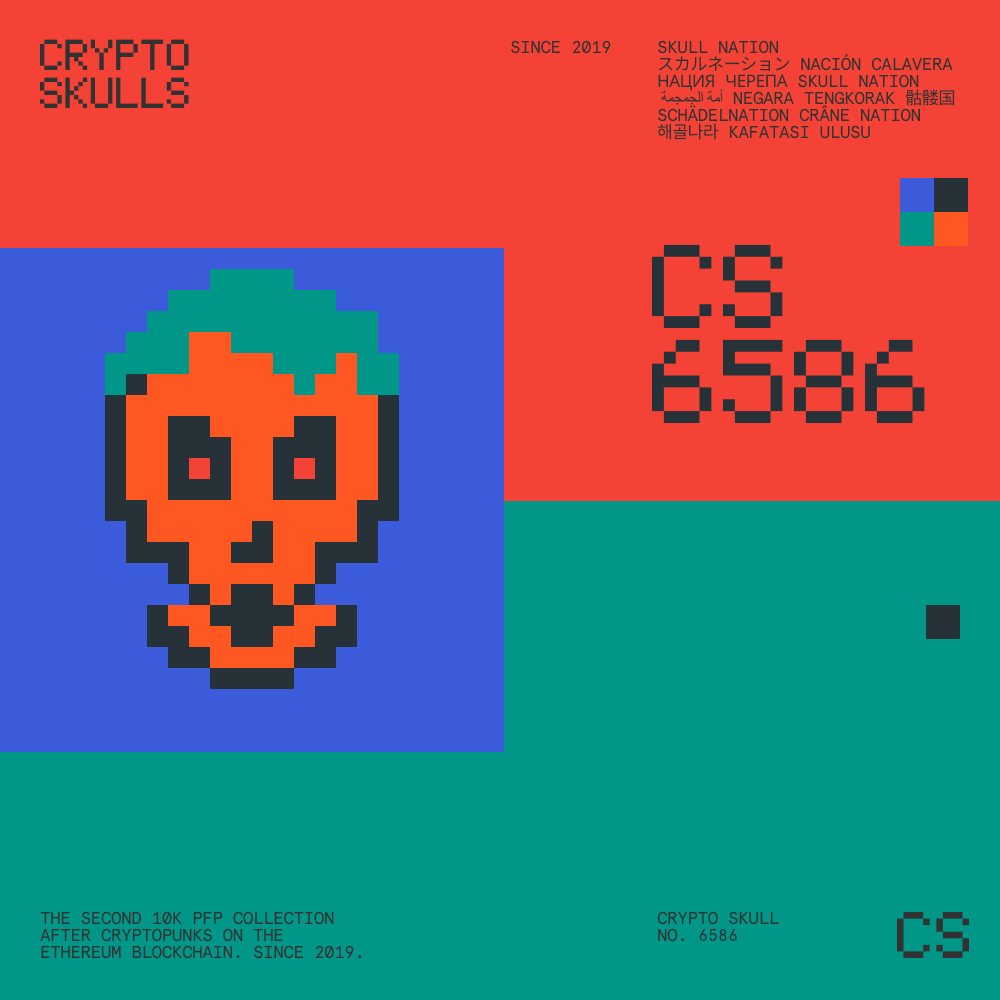 CRYPTO
SKULLS
SINCE 2019
SKULL NATION
スカルネーション NACIÓN CALAVERA
НАЦИЯ ЧЕРЕПА SKULL NATION
أمة الجمجمة NEGARA TENGKORAK 骷髅国
SCHÄDELNATION CRÂNE NATION
해골나라 KAFATASI ULUSU
CS
6586
THE SECOND 10K PFP COLLECTION
AFTER CRYPTOPUNKS ON THE
ETHEREUM BLOCKCHAIN. SINCE 2019.
CRYPTO SKULL
NO. 6586
CS